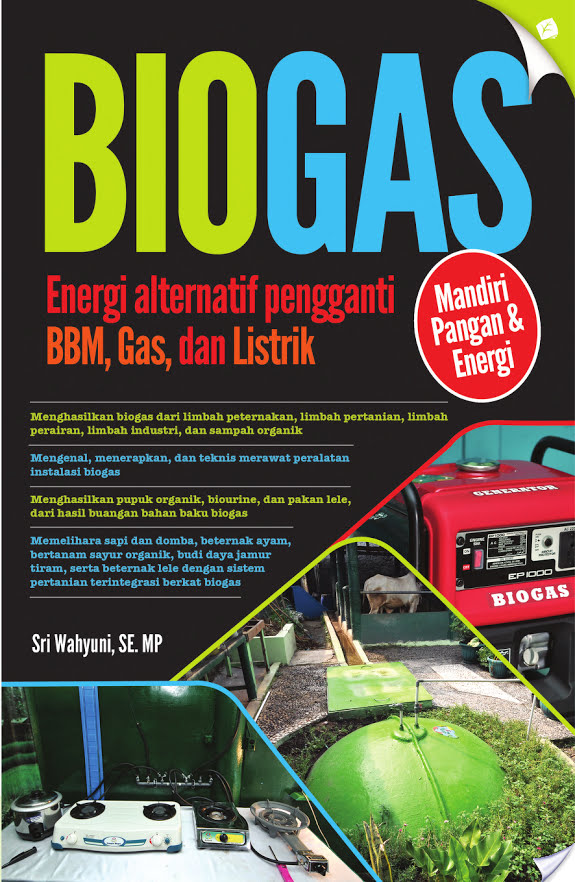 BIOGAS
Energi alternatif pengganti
BBM, Gas, dan Listrik
Mandiri
Pangan &
Energi
Menghasilkan biogas dari limbah peternakan, limbah pertanian, limbah
perairan, limbah industri, dan sampah organik
Mengenal, menerapkan, dan teknis merawat peralatan
instalasi biogas
Menghasilkan pupuk organik, biourine, dan pakan lele,
dari hasil buangan bahan baku biogas
Memelihara sapi dan domba, beternak ayam,
bertanam sayur organik, budi daya jamur
tiram, serta beternak lele dengan sistem
pertanian terintegrasi berkat biogas
Sri Wahyuni, SE. MP
GENERATOR
EP1000
BIOGAS